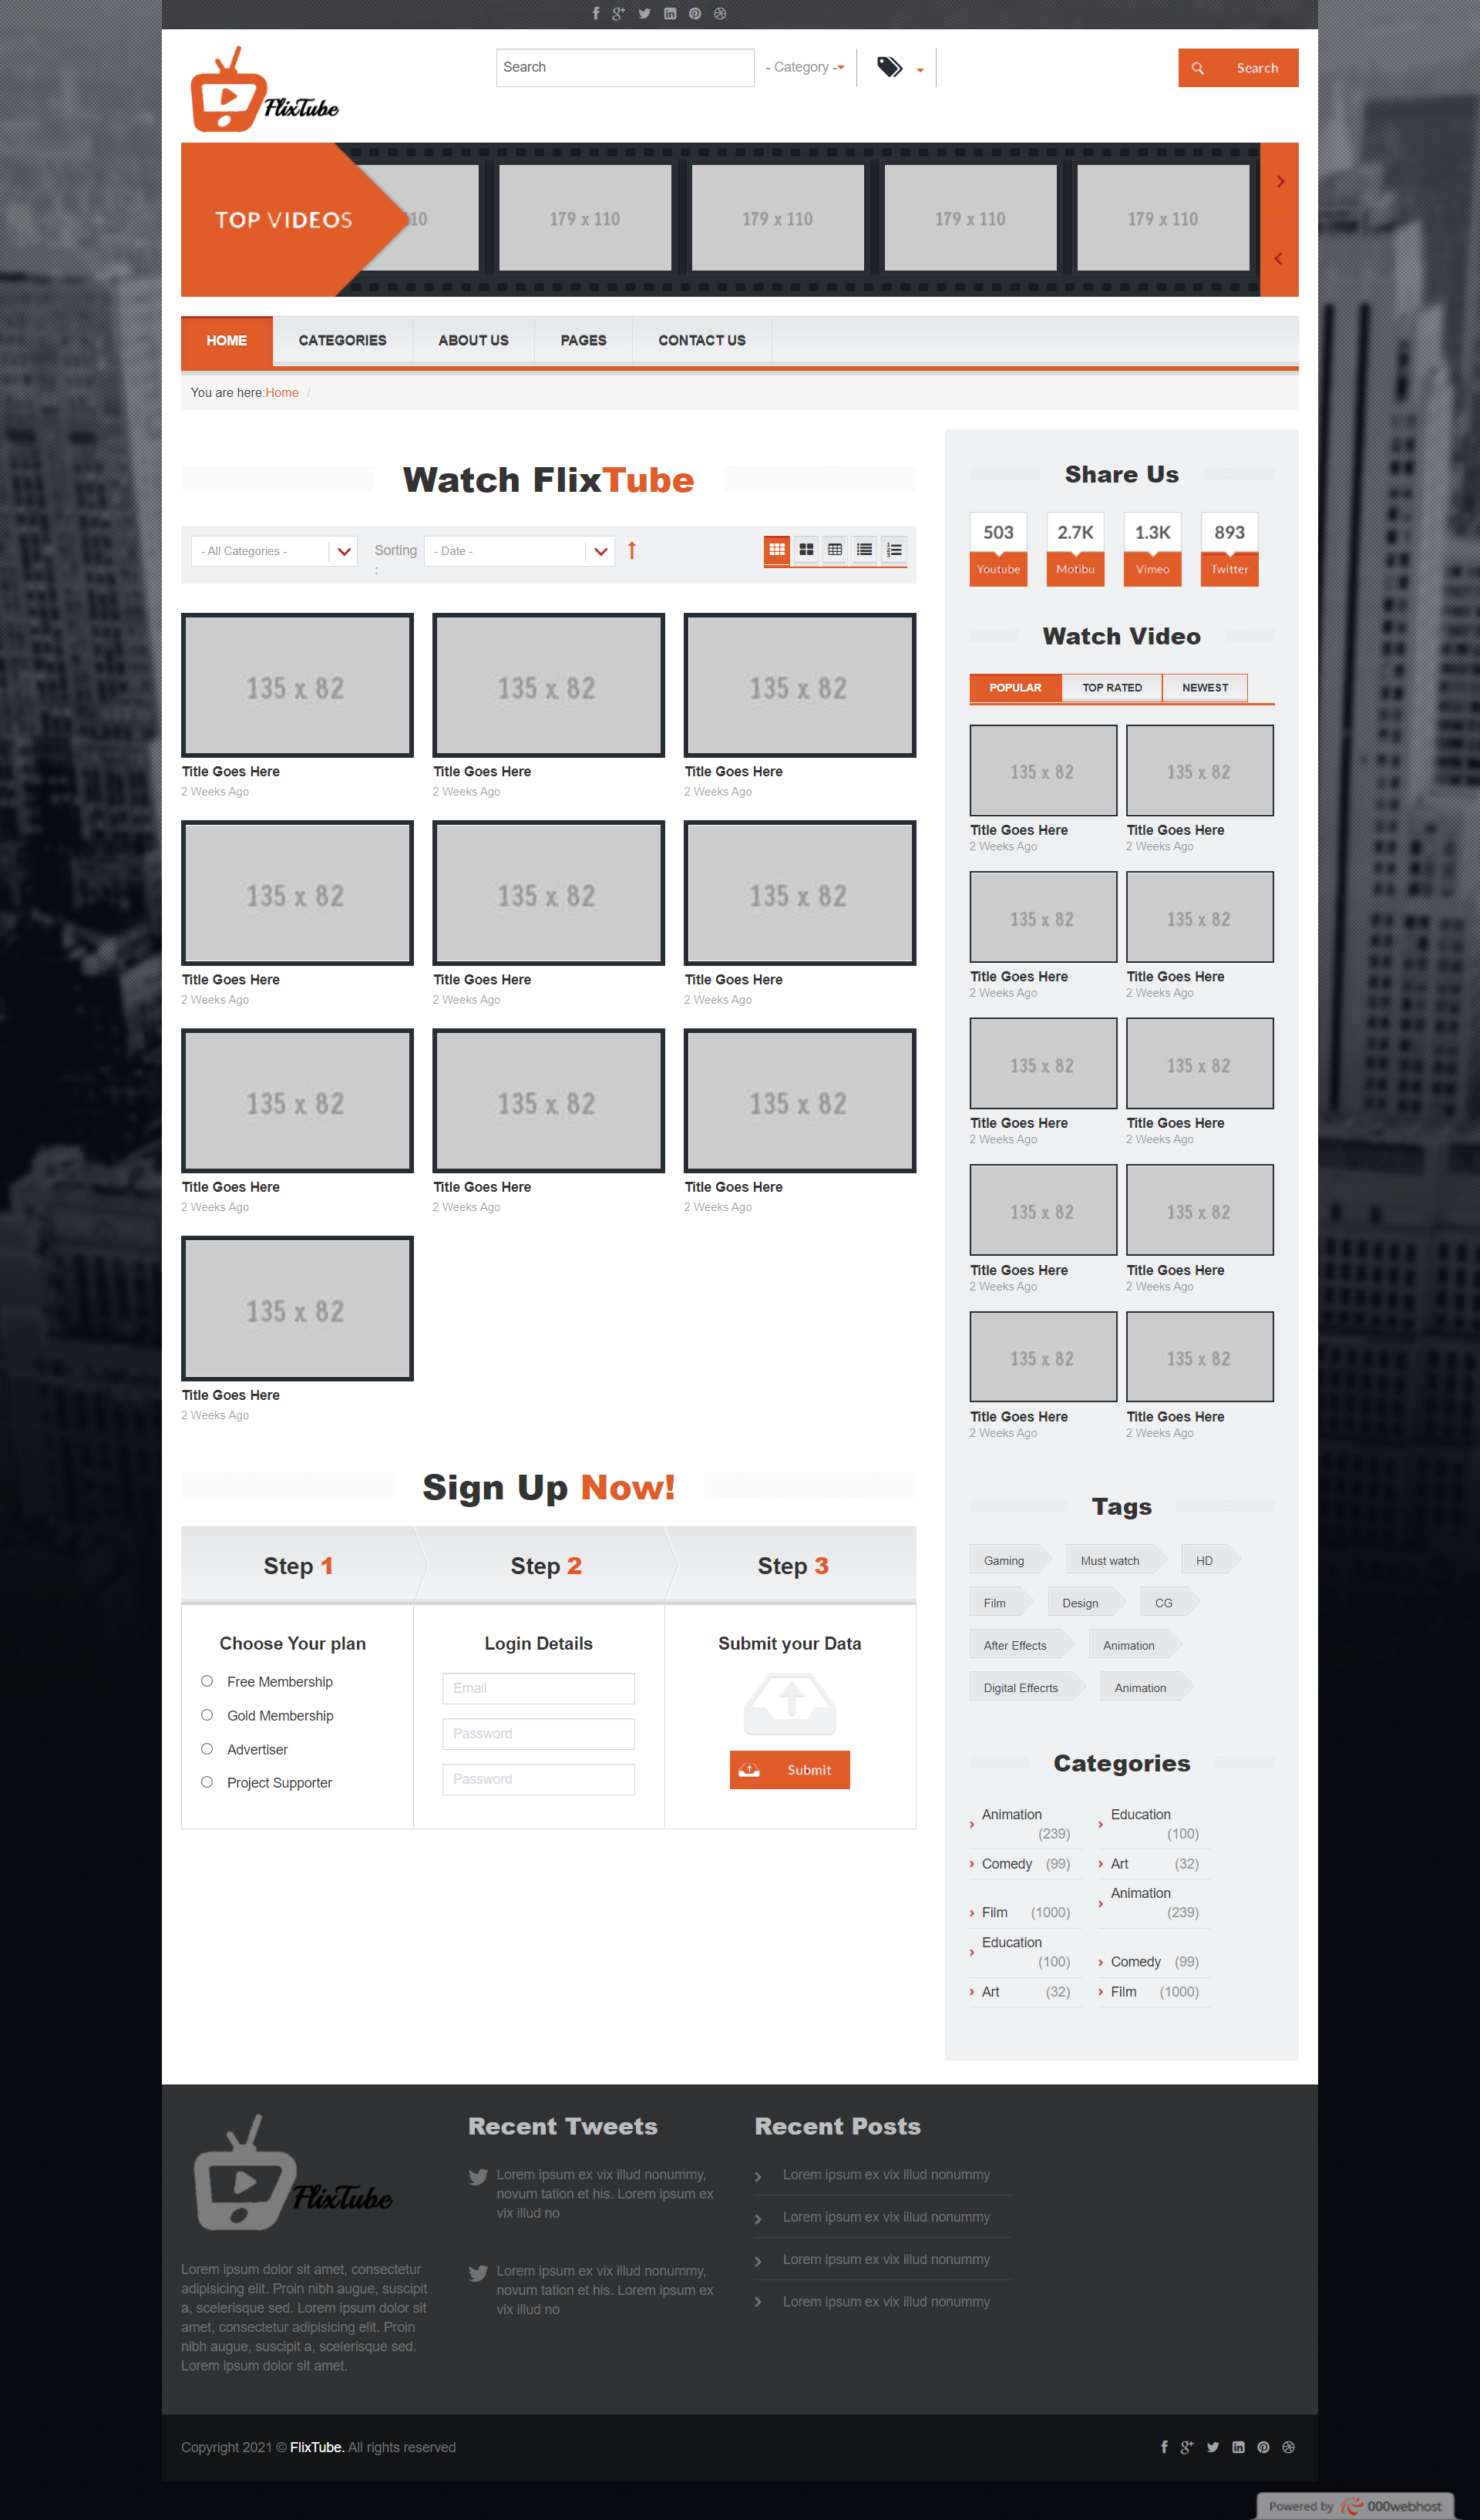 Search
- Category -
Search
FlixTube
TOP VIDEOS
10
179 x 110
179 x 110
179 x 110
179 x 110
HOME
CATEGORIES
ABOUT US
PAGES
CONTACT US
You are here:Home /
Watch FlixTube
- All Categories -
Sorting
:
- Date -
135 x 82
135 x 82
135 x 82
Title Goes Here
Title Goes Here
Title Goes Here
2 Weeks Ago
2 Weeks Ago
2 Weeks Ago
135 x 82
135 x 82
135 x 82
Title Goes Here
Title Goes Here
Title Goes Here
2 Weeks Ago
2 Weeks Ago
2 Weeks Ago
135 x 82
135 x 82
135 x 82
Title Goes Here
Title Goes Here
Title Goes Here
2 Weeks Ago
2 Weeks Ago
2 Weeks Ago
135 x 82
Title Goes Here
2 Weeks Ago
Sign Up Now!
Step 1
Step 2
Step 3
Choose Your plan
Free Membership
Gold Membership
Advertiser
Project Supporter
Login Details
Email
Password
Password
Submit your Data
Submit
Share Us
503
2.7K
1.3K
893
Youtube
Motibu
Vimeo
Twitter
Watch Video
POPULAR
TOP RATED
NEWEST
135 x 82
135 x 82
Title Goes Here
Title Goes Here
2 Weeks Ago
2 Weeks Ago
135 x 82
135 x 82
Title Goes Here
Title Goes Here
2 Weeks Ago
2 Weeks Ago
135 x 82
135 x 82
Title Goes Here
Title Goes Here
2 Weeks Ago
2 Weeks Ago
135 x 82
135 x 82
Title Goes Here
Title Goes Here
2 Weeks Ago
2 Weeks Ago
135 x 82
135 x 82
Title Goes Here
Title Goes Here
2 Weeks Ago
2 Weeks Ago
Tags
Gaming
Must watch
HD
Film
Design
CG
After Effects
Animation
Digital Effecrts
Animation
Categories
Animation
(239)
Education
(100)
Comedy (99)
Art (32)
Film (1000)
Animation
(239)
Education
(100)
Comedy (99)
Art (32)
Film (1000)
FlixTube
Lorem ipsum dolor sit amet, consectetur
adipisicing elit. Proin nibh augue, suscipit
a, scelerisque sed. Lorem ipsum dolor sit
amet, consectetur adipisicing elit. Proin
nibh augue, suscipit a, scelerisque sed.
Lorem ipsum dolor sit amet.
Recent Tweets
Lorem ipsum ex vix illud nonummy,
novum tation et his. Lorem ipsum ex
vix illud no
Lorem ipsum ex vix illud nonummy,
novum tation et his. Lorem ipsum ex
vix illud no
Recent Posts
Lorem ipsum ex vix illud nonummy
Lorem ipsum ex vix illud nonummy
Lorem ipsum ex vix illud nonummy
Lorem ipsum ex vix illud nonummy
Copyright 2021 © FlixTube. All rights reserved
Powered by 000webhost